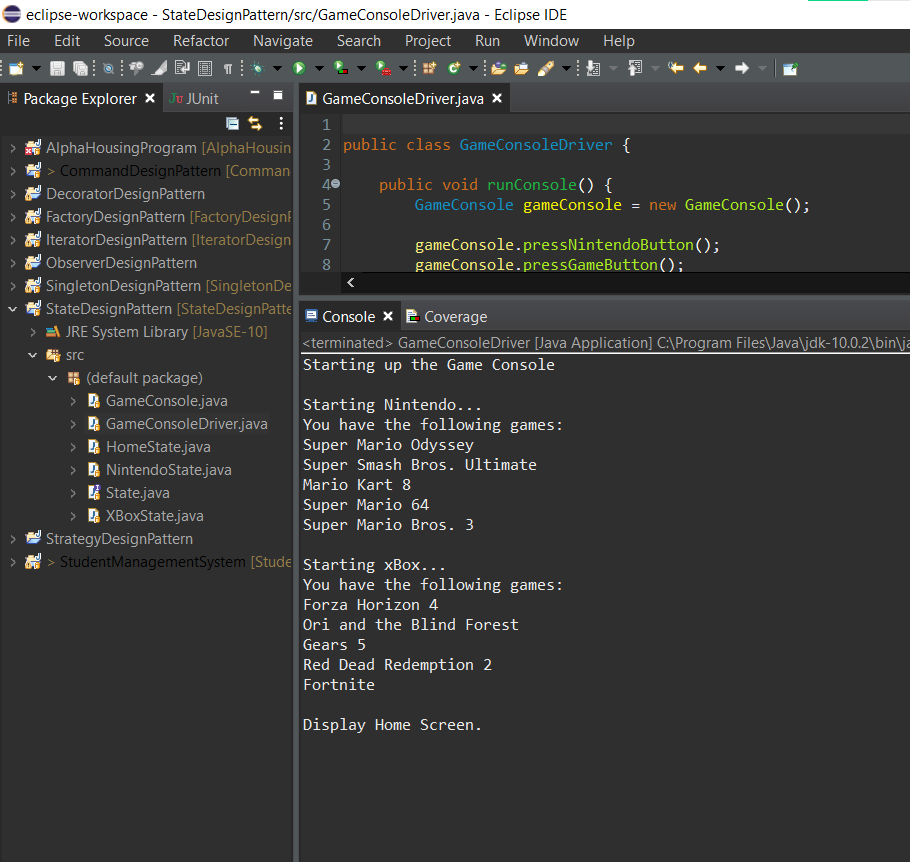 eclipse-workspace - StateDesignPattern/src/GameConsoleDriver.java - Eclipse IDE
File Edit Source Refactor Navigate Search Project Run Window Help
Package Explorer
JUnit
AlphaHousingProgram [AlphaHousin
> CommandDesignPattern [Comman
DecoratorDesignPattern
FactoryDesignPattern [FactoryDesignP
IteratorDesignPattern [IteratorDesign
ObserverDesignPattern
SingletonDesignPattern [SingletonDe
StateDesignPattern [StateDesignPatte
JRE System Library [JavaSE-10]
src
(default package)
GameConsole.java
GameConsoleDriver.java
HomeState.java
NintendoState.java
State.java
XBoxState.java
StrategyDesignPattern
> StudentManagementSystem [Stude
GameConsoleDriver.java
1
2 public class GameConsoleDriver {
3
4 public void runConsole() {
5 GameConsole gameConsole = new GameConsole();
6
7 gameConsole.pressNintendoButton();
8 gameConsole.pressGameButton();
Console
Coverage
<terminated> GameConsoleDriver [Java Application] C:\Program Files\Java\jdk-10.0.2\bin\ja
Starting up the Game Console
Starting Nintendo...
You have the following games:
Super Mario Odyssey
Super Smash Bros. Ultimate
Mario Kart 8
Super Mario 64
Super Mario Bros. 3
Starting xBox...
You have the following games:
Forza Horizon 4
Ori and the Blind Forest
Gears 5
Red Dead Redemption 2
Fortnite
Display Home Screen.